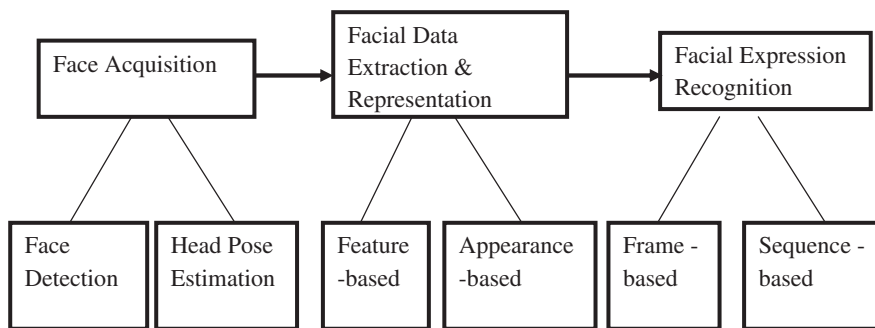 Face Acquisition
Facial Data
Extraction &
Representation
Facial Expression
Recognition
Face
Detection
Head Pose
Estimation
Feature
-based
Appearance
-based
Frame -
based
Sequence -
based